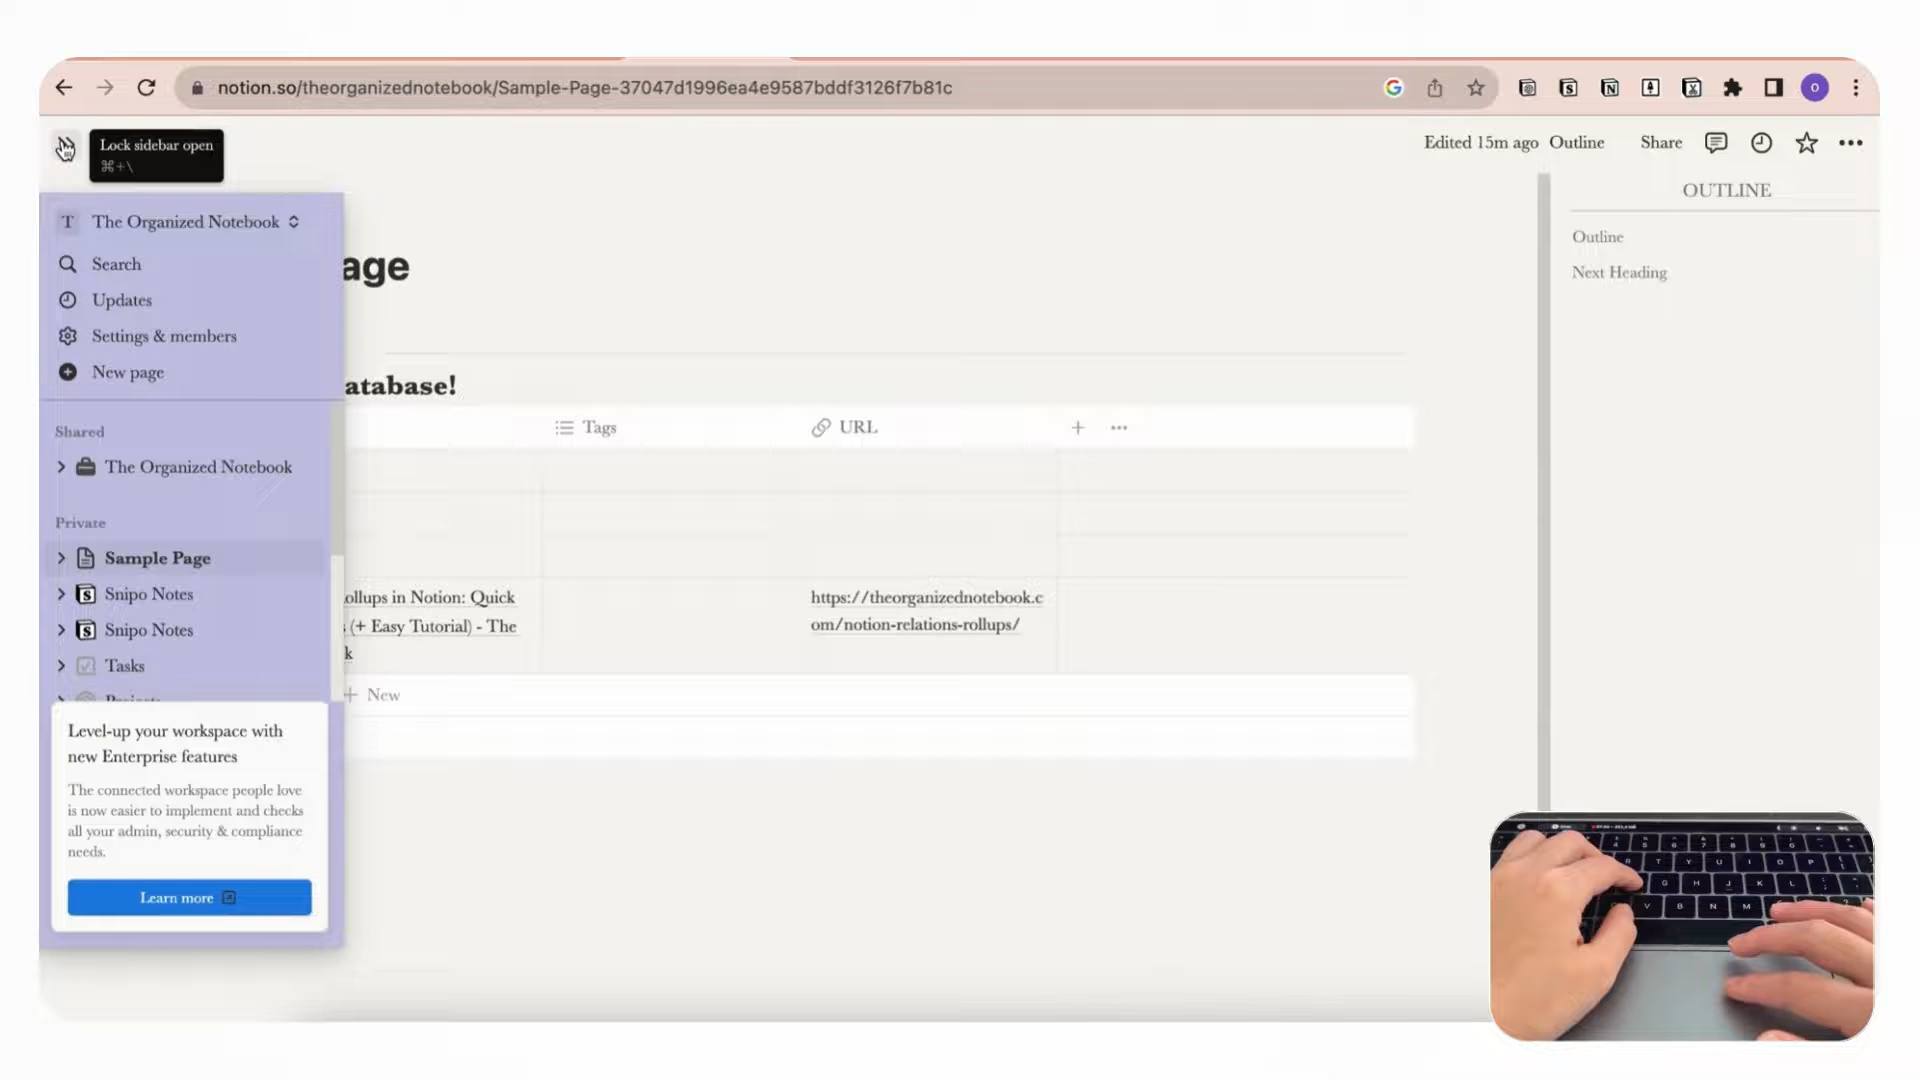 notion.so/theorganizednotebook/Sample-Page-37047d1996ea4e9587bddf3126f7b81c
Lock sidebar open
⌘+\
Edited 15m ago
Outline
Share
T The Organized Notebook
Search
Updates
Settings & members
New page
Shared
The Organized Notebook
Private
Sample Page
Snipo Notes
Snipo Notes
Tasks
Level-up your workspace with
new Enterprise features
The connected workspace people love
is now easier to implement and checks
all your admin, security & compliance
needs.
Learn more
age
atabase!
Tags
URL
ollups in Notion: Quick
(+ Easy Tutorial) - The
k
https://theorganizednotebook.c
om/notion-relations-rollups/
+ New
OUTLINE
Outline
Next Heading